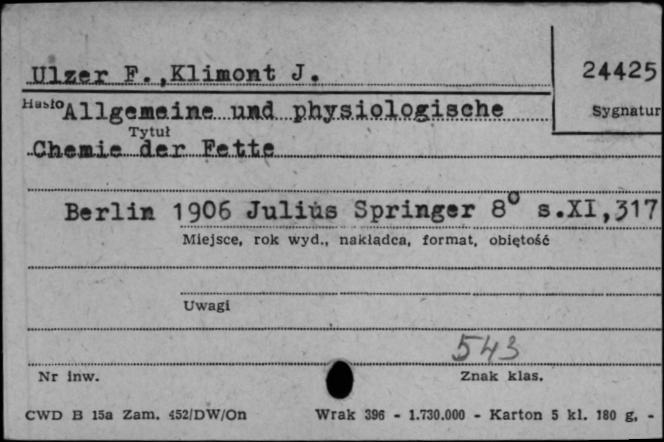 Ulzer F.,Klimont J.
24425
Hasło Allgemeine und physiologische
Sygnatur
Tytuł
Chemie der Fette
Berlin 1906 Julius Springer 8° s.XI,317
Miejsce, rok wyd., nakładca, format, objętość
Uwagi
543
Nr inw.
Znak klas.
CWD B 15a Zam. 452/DW/On Wrak 396 - 1.730.000 - Karton 5 kl. 180 g, -